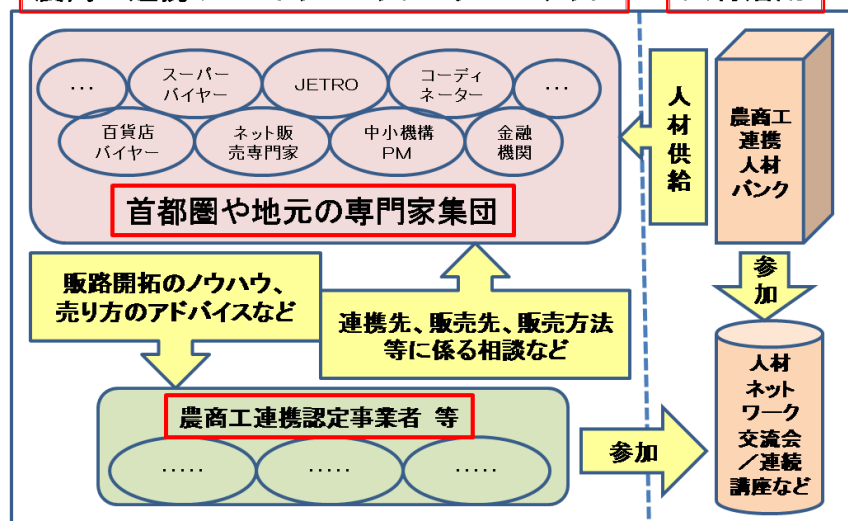 ・・・
スーパー
バイヤー
JETRO
コーディ
ネーター
・・・
百貨店
バイヤー
ネット販
売専門家
中小機構
PM
金融
機関
首都圏や地元の専門家集団
人材供給
農商工
連携
人材
バンク
販路開拓のノウハウ、
売り方のアドバイスなど
連携先、販売先、販売方法
等に係る相談など
参加
農商工連携認定事業者 等
・・・・・
・・・・・
・・・・・
参加
人材
ネット
ワーク
交流会
／連続
講座など